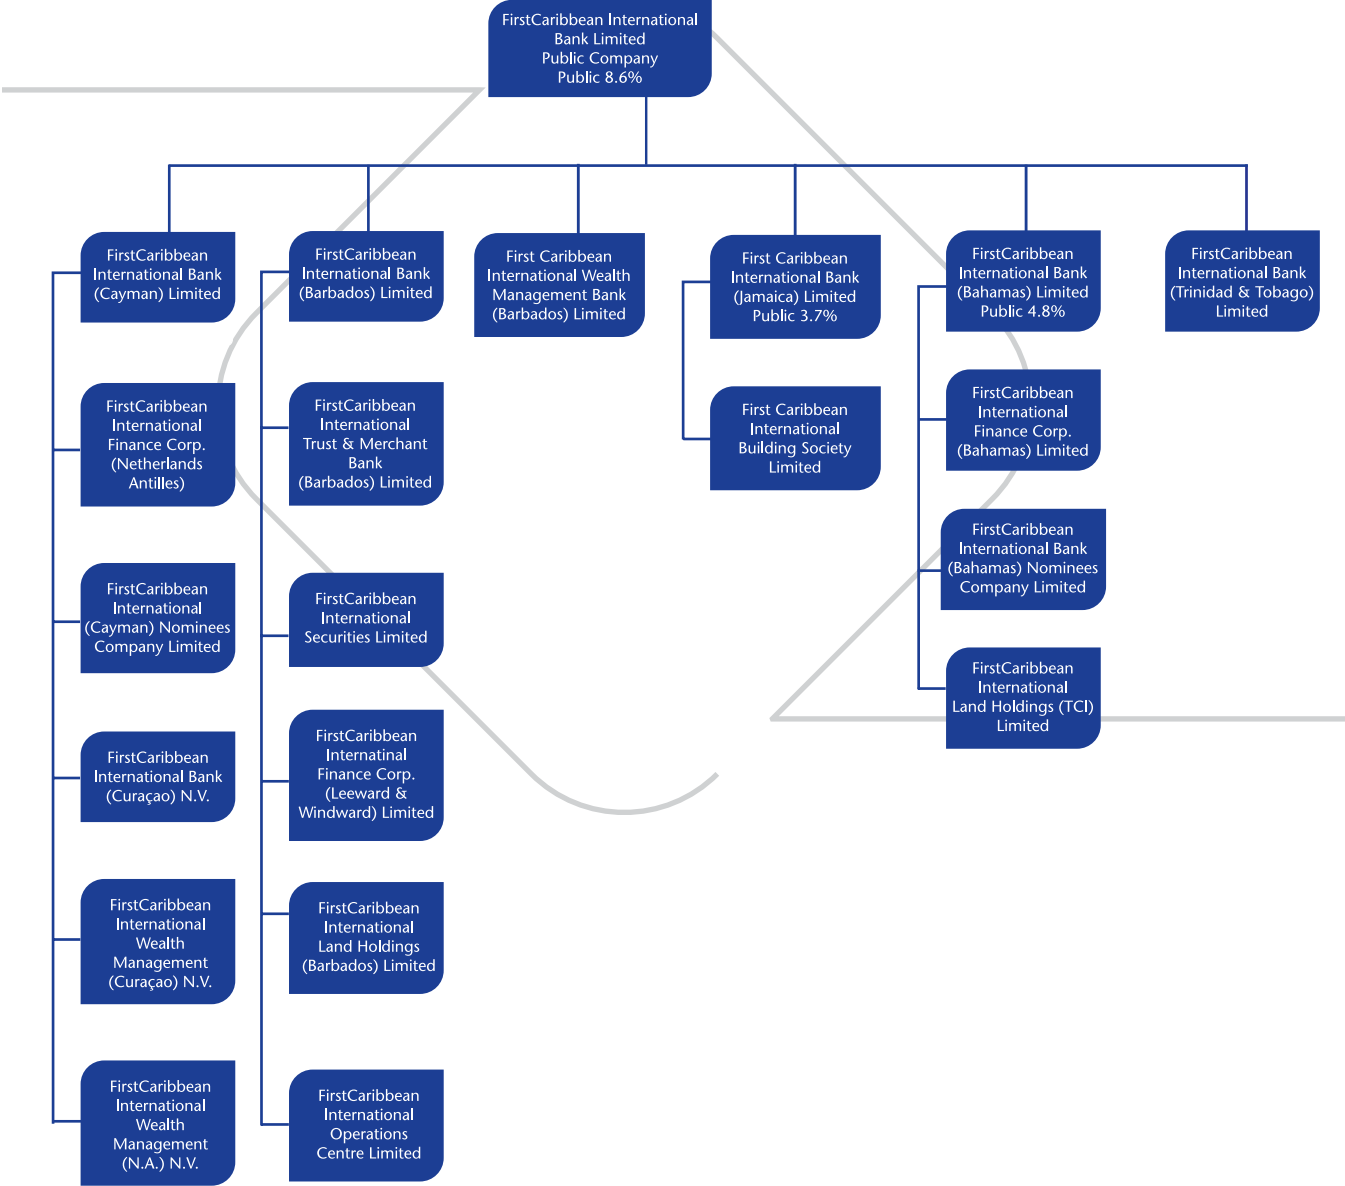 FirstCaribbean International
Bank Limited
Public Company
Public 8.6%
FirstCaribbean
International Bank
(Cayman) Limited
FirstCaribbean
International Bank
(Barbados) Limited
First Caribbean
International Wealth
Management Bank
(Barbados) Limited
First Caribbean
International Bank
(Jamaica) Limited
Public 3.7%
FirstCaribbean
International Bank
(Bahamas) Limited
Public 4.8%
FirstCaribbean
International Bank
(Trinidad & Tobago)
Limited
FirstCaribbean
International
Finance Corp.
(Netherlands
Antilles)
FirstCaribbean
International
Trust & Merchant
Bank
(Barbados) Limited
First Caribbean
International
Building Society
Limited
FirstCaribbean
International
Finance Corp.
(Bahamas) Limited
FirstCaribbean
International
(Cayman) Nominees
Company Limited
FirstCaribbean
International
Securities Limited
FirstCaribbean
International Bank
(Bahamas) Nominees
Company Limited
FirstCaribbean
International Bank
(Curaçao) N.V.
FirstCaribbean
Internatinal
Finance Corp.
(Leeward &
Windward) Limited
FirstCaribbean
International
Land Holdings (TCI)
Limited
FirstCaribbean
International
Wealth
Management
(Curaçao) N.V.
FirstCaribbean
International
Land Holdings
(Barbados) Limited
FirstCaribbean
International
Wealth
Management
(N.A.) N.V.
FirstCaribbean
International
Operations
Centre Limited